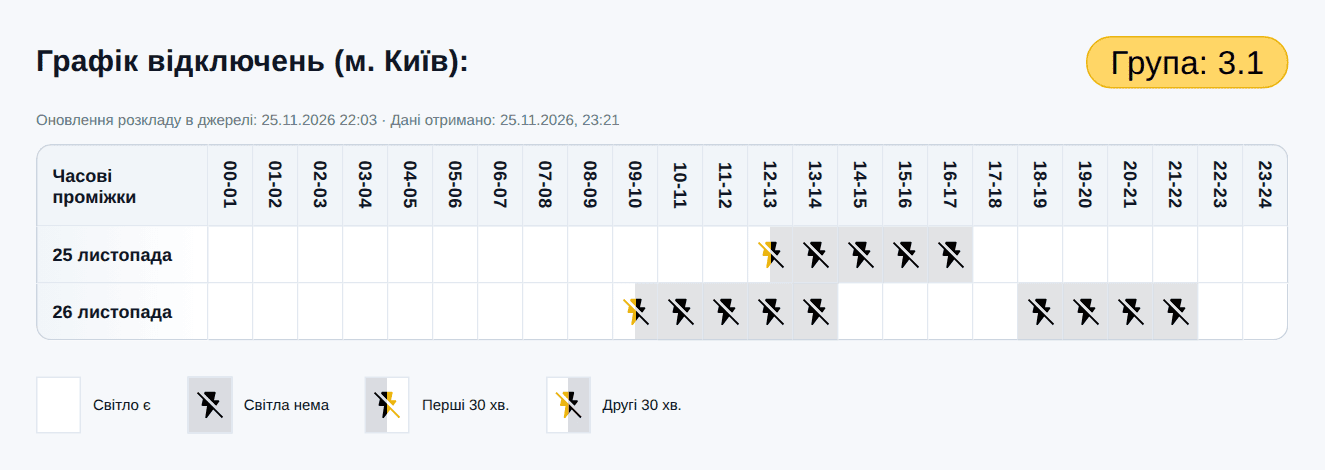 Графік відключень (м. Київ):
Група: 3.1
Оновлення розкладу в джерелі: 25.11.2026 22:03 · Дані отримано: 25.11.2026, 23:21
Часові
проміжки
00-01
01-02
02-03
03-04
04-05
05-06
06-07
07-08
08-09
09-10
10-11
11-12
12-13
13-14
14-15
15-16
16-17
17-18
18-19
19-20
20-21
21-22
22-23
23-24
25 листопада
26 листопада
Світло є
Світла нема
Перші 30 хв.
Другі 30 хв.